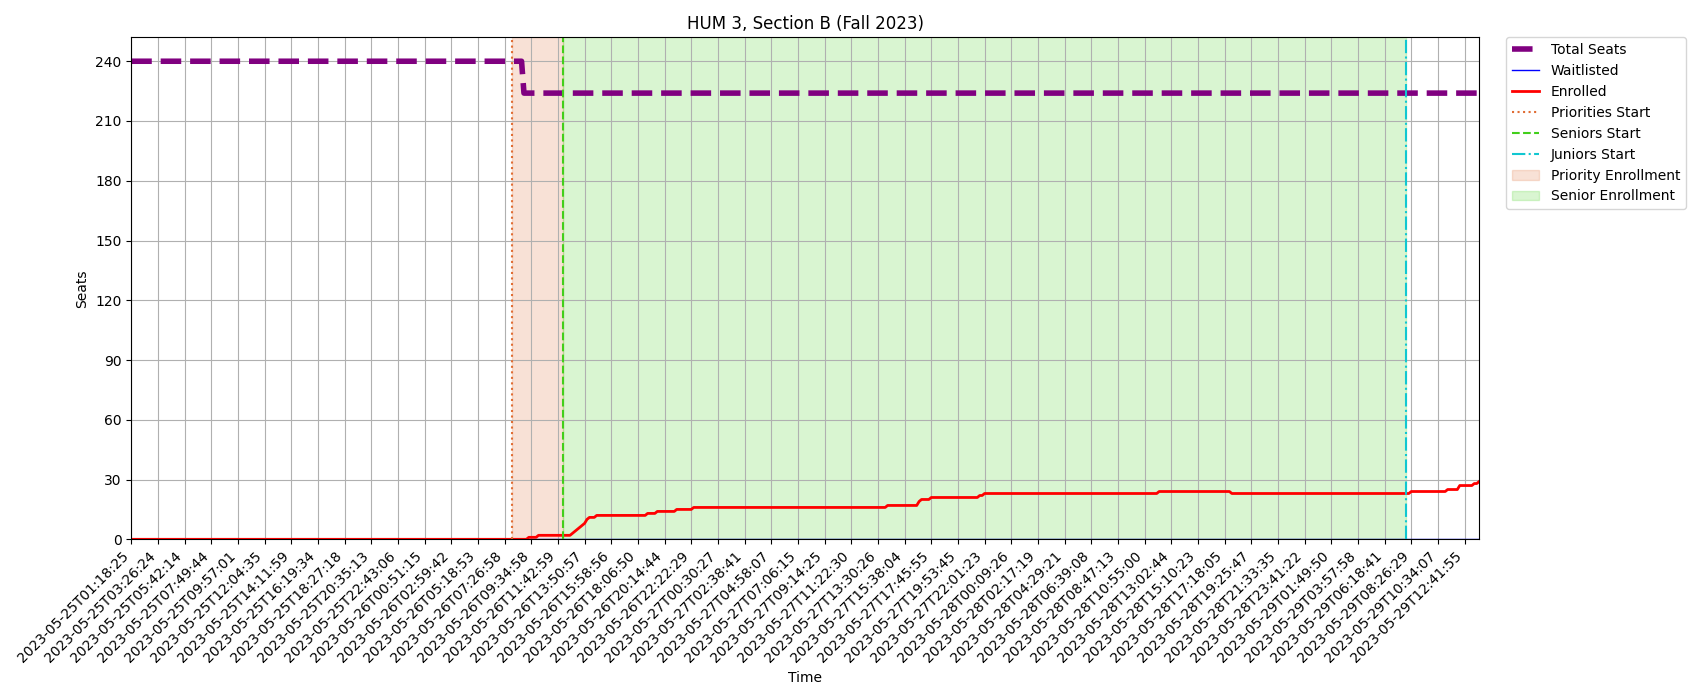 HUM 3, Section B (Fall 2023)
Seats
240
210
180
150
120
90
60
30
0
2023-05-25T01:18:25
2023-05-25T03:26:24
2023-05-25T05:42:14
2023-05-25T07:49:44
2023-05-25T09:57:01
2023-05-25T12:04:35
2023-05-25T14:11:59
2023-05-25T16:19:34
2023-05-25T18:27:18
2023-05-25T20:35:13
2023-05-25T22:43:06
2023-05-26T00:51:15
2023-05-26T02:59:42
2023-05-26T05:18:53
2023-05-26T07:26:58
2023-05-26T09:34:58
2023-05-26T11:42:59
2023-05-26T13:50:57
2023-05-26T15:58:56
2023-05-26T18:06:50
2023-05-26T20:14:44
2023-05-26T22:22:29
2023-05-27T00:30:27
2023-05-27T02:38:41
2023-05-27T04:58:07
2023-05-27T07:06:15
2023-05-27T09:14:25
2023-05-27T11:22:30
2023-05-27T13:30:26
2023-05-27T15:38:04
2023-05-27T17:45:55
2023-05-27T19:53:45
2023-05-27T22:01:23
2023-05-28T00:09:26
2023-05-28T02:17:19
2023-05-28T04:29:21
2023-05-28T06:39:08
2023-05-28T08:47:13
2023-05-28T10:55:00
2023-05-28T13:02:44
2023-05-28T15:10:23
2023-05-28T17:18:05
2023-05-28T19:25:47
2023-05-28T21:33:35
2023-05-28T23:41:22
2023-05-29T01:49:50
2023-05-29T03:57:58
2023-05-29T06:18:41
2023-05-29T08:26:29
2023-05-29T10:34:07
2023-05-29T12:41:55
Time
Total Seats
Waitlisted
Enrolled
Priorities Start
Seniors Start
Juniors Start
Priority Enrollment
Senior Enrollment